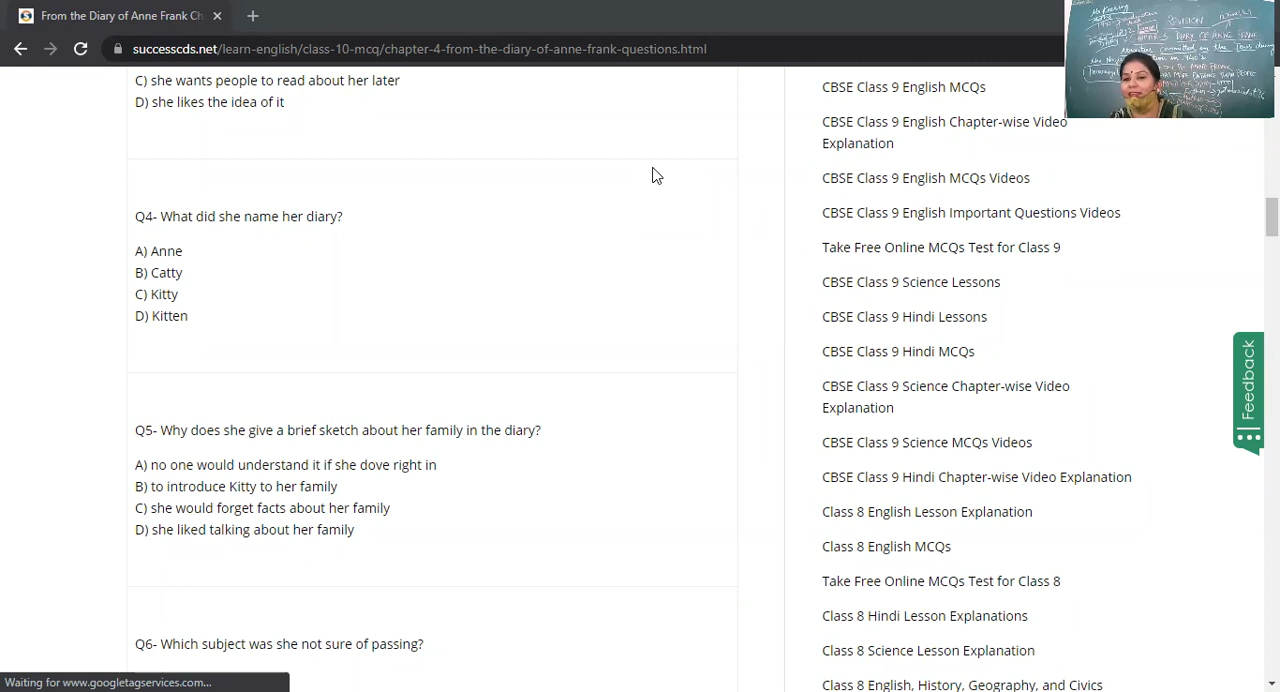 From the Diary of Anne Frank Ch
successcds.net/learn-english/class-10-mcq/chapter-4-from-the-diary-of-anne-frank-questions.html
C) she wants people to read about her later
D) she likes the idea of it
Q4- What did she name her diary?
A) Anne
B) Catty
C) Kitty
D) Kitten
Q5- Why does she give a brief sketch about her family in the diary?
A) no one would understand it if she dove right in
B) to introduce Kitty to her family
C) she would forget facts about her family
D) she liked talking about her family
Q6- Which subject was she not sure of passing?
CBSE Class 9 English MCQs
CBSE Class 9 English Chapter-wise Video
Explanation
CBSE Class 9 English MCQs Videos
CBSE Class 9 English Important Questions Videos
Take Free Online MCQs Test for Class 9
CBSE Class 9 Science Lessons
CBSE Class 9 Hindi Lessons
CBSE Class 9 Hindi MCQs
CBSE Class 9 Science Chapter-wise Video
Explanation
CBSE Class 9 Science MCQs Videos
CBSE Class 9 Hindi Chapter-wise Video Explanation
Class 8 English Lesson Explanation
Class 8 English MCQs
Take Free Online MCQs Test for Class 8
Class 8 Hindi Lesson Explanations
Class 8 Science Lesson Explanation
Class 8 English, History, Geography, and Civics
REVISION
DIARY OF ANNE FRANK
Feedback
Waiting for www.googletagservices.com...